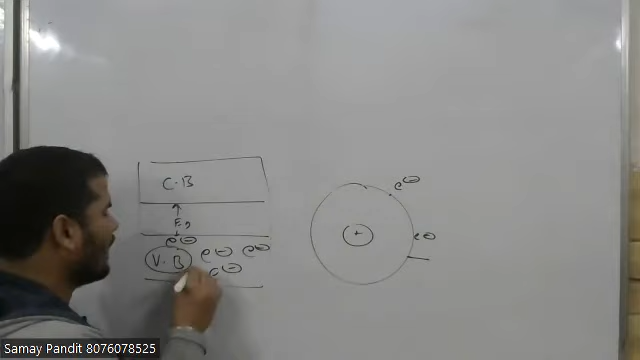 C-B
Eg
e⊖
V-B e⊖ e⊖
e⊖
e⊖
+
e⊖
Samay Pandit 8076078525